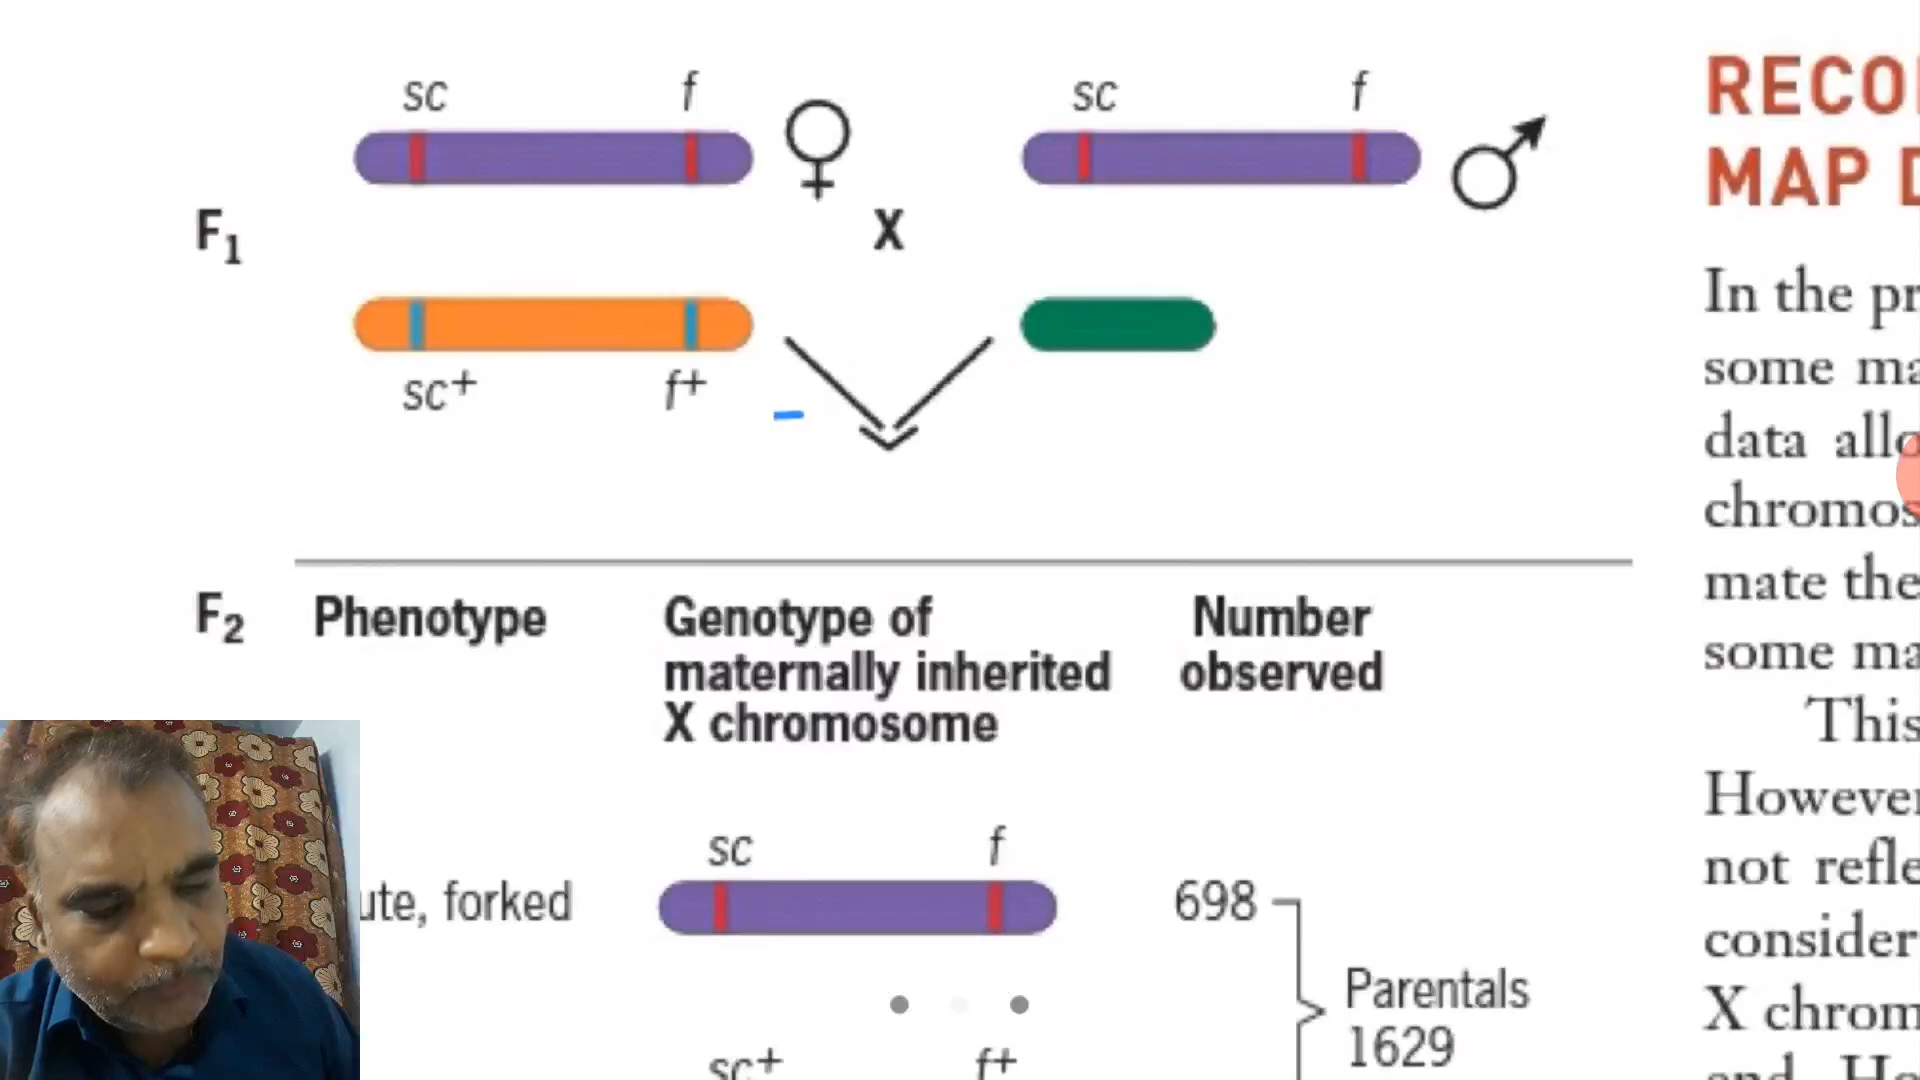 sc f
sc f
F1
X
sc+ f+
F2
Phenotype
Genotype of
maternally inherited
X chromosome
Number
observed
sc f
ute, forked
698
Parentals
1629
sc+ f+
RECO
MAP
In the pr
some ma
data allo
chromos
mate the
some ma
This
However
not refle
consider
X chrom